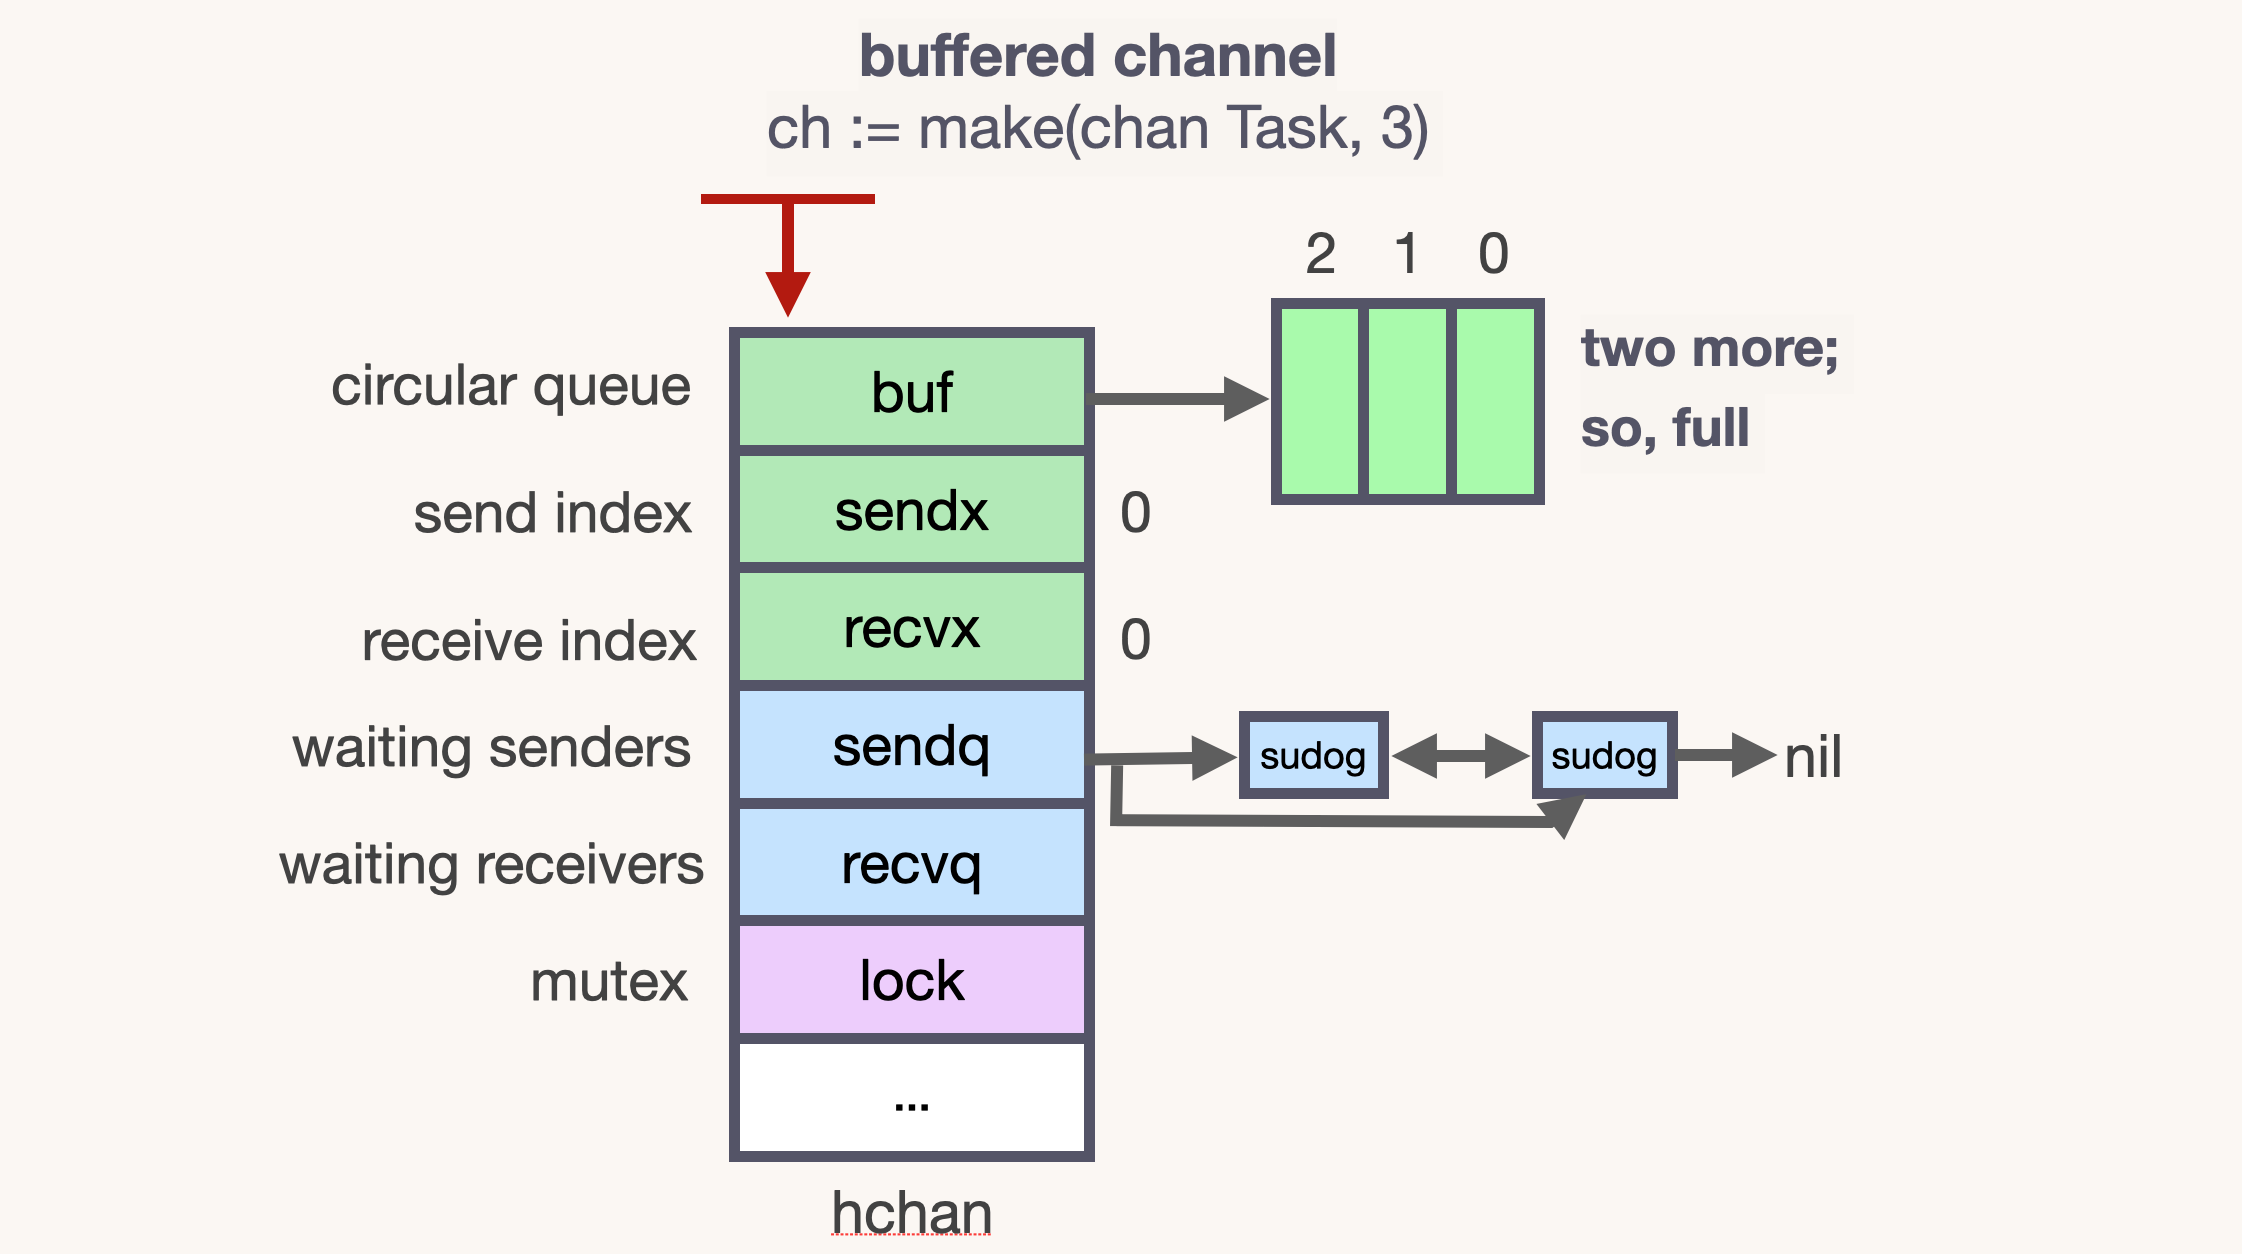 buffered channel
ch := make(chan Task, 3)
2 1 0
two more;
so, full
circular queue
buf
send index
sendx
0
receive index
recvx
0
waiting senders
sendq
sudog
sudog
nil
waiting receivers
recvq
mutex
lock
...
hchan